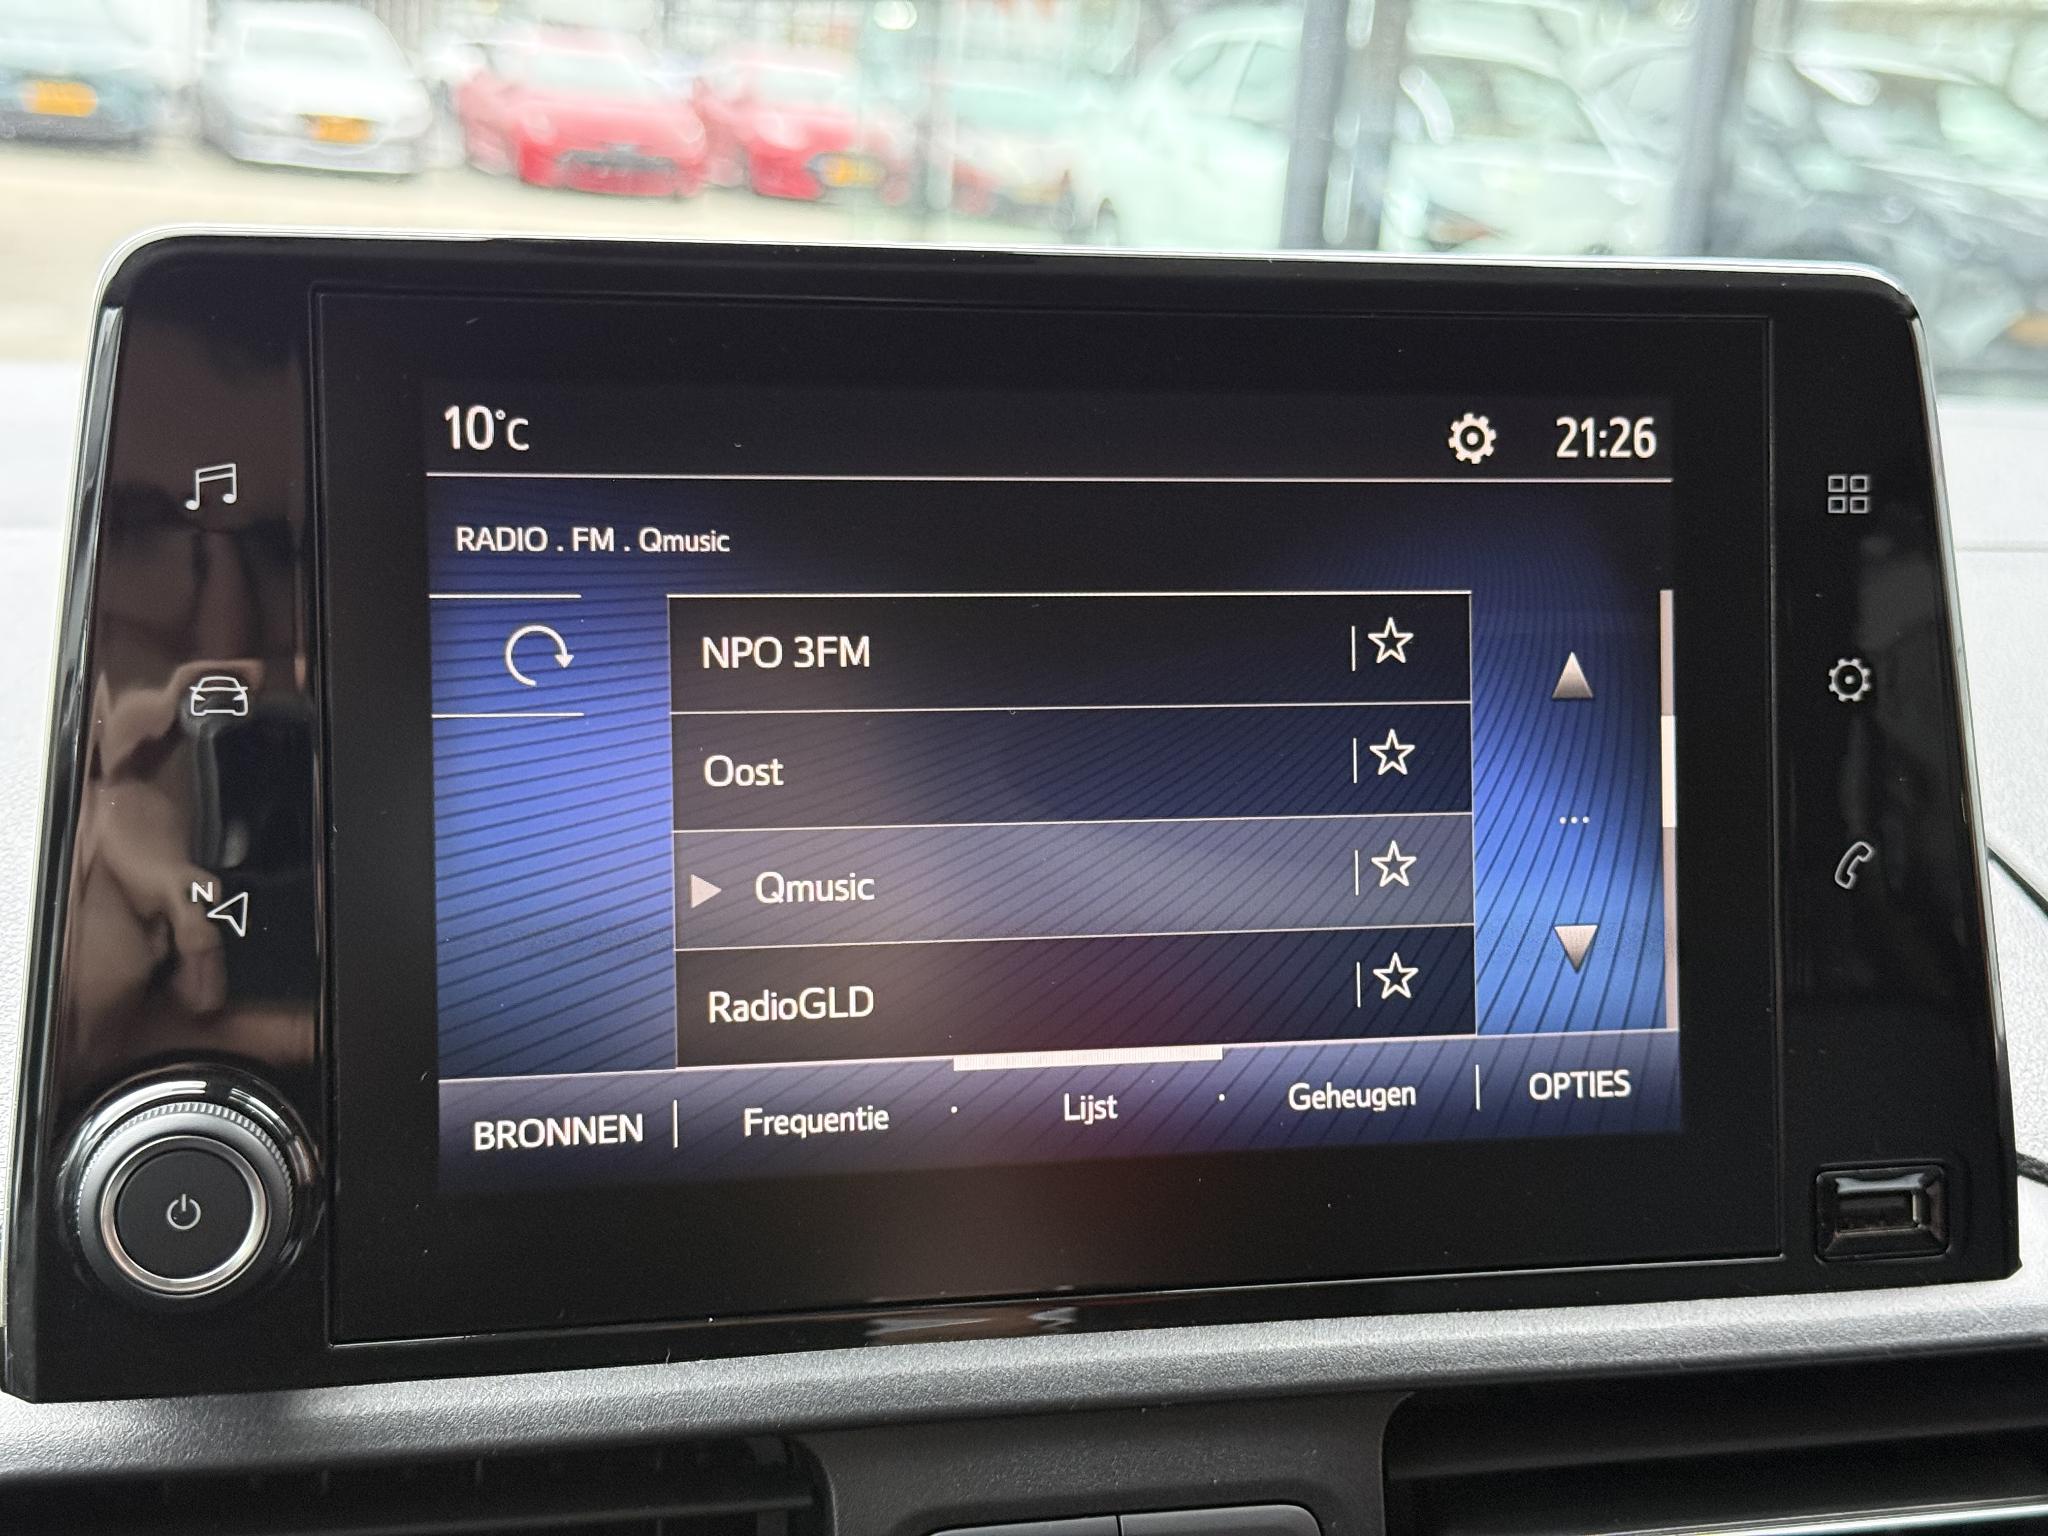 10°C
21:26
RADIO . FM . Qmusic
NPO 3FM
Oost
Qmusic
RadioGLD
BRONNEN
Frequentie
Lijst
Geheugen
OPTIES
N